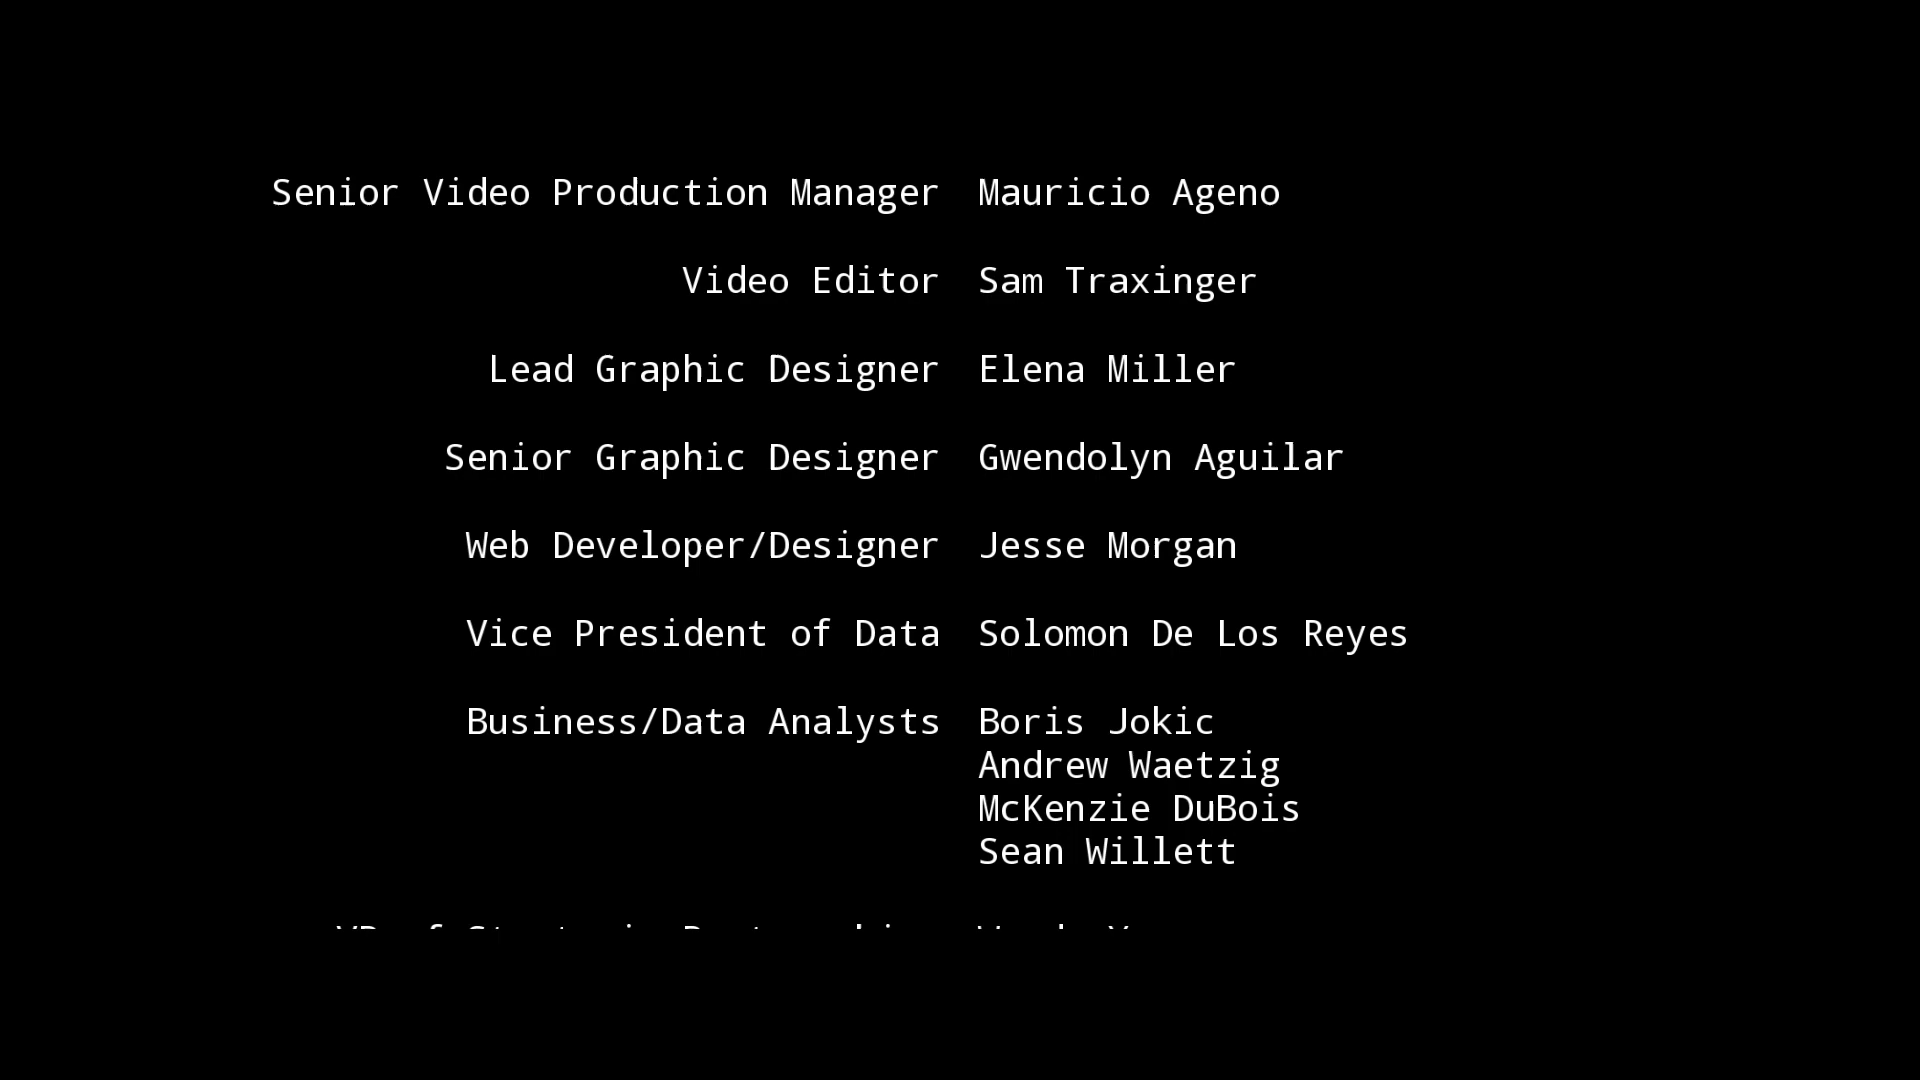 Senior Video Production Manager Mauricio Ageno
Video Editor Sam Traxinger
Lead Graphic Designer Elena Miller
Senior Graphic Designer Gwendolyn Aguilar
Web Developer/Designer Jesse Morgan
Vice President of Data Solomon De Los Reyes
Business/Data Analysts Boris Jokic
Andrew Waetzig
McKenzie DuBois
Sean Willett